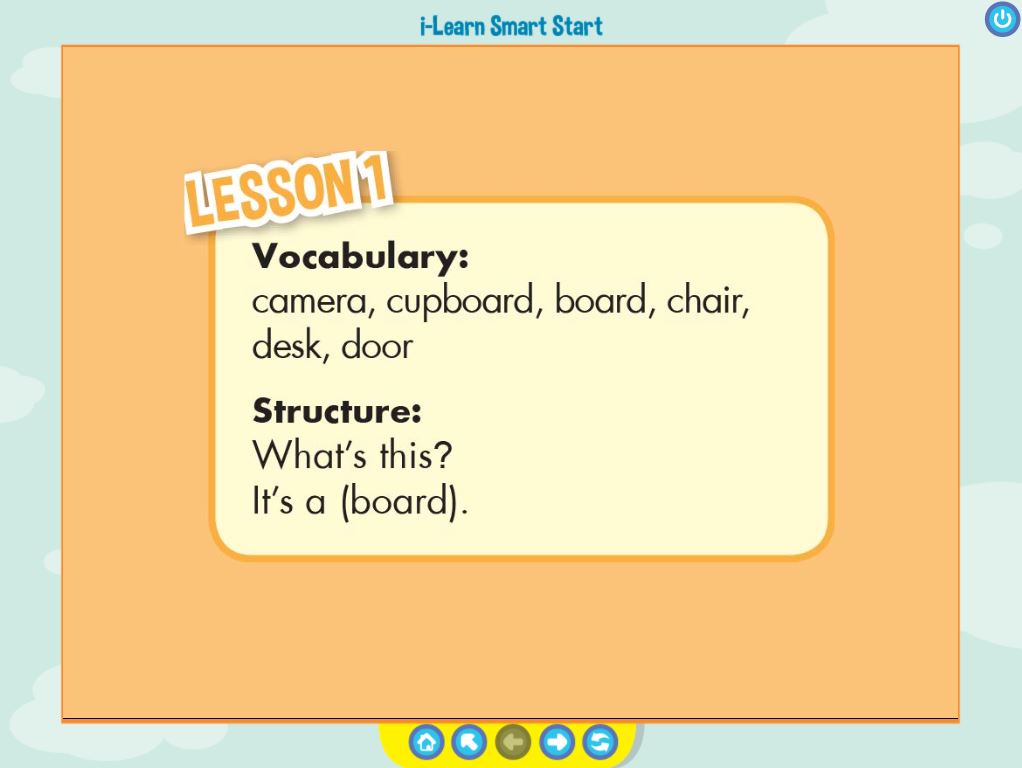 i-Learn Smart Start
LESSON 1
Vocabulary:
camera, cupboard, board, chair,
desk, door
Structure:
What's this?
It's a (board).